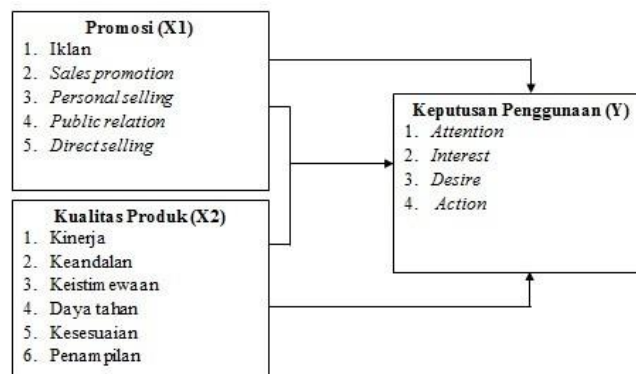 Promosi (X1)
1. Iklan
2. Sales promotion
3. Personal selling
4. Public relation
5. Direct selling
Keputusan Penggunaan (Y)
1. Attention
2. Interest
3. Desire
4. Action
Kualitas Produk (X2)
1. Kinerja
2. Keandalan
3. Keistimewaan
4. Daya tahan
5. Kesesuaian
6. Penampilan